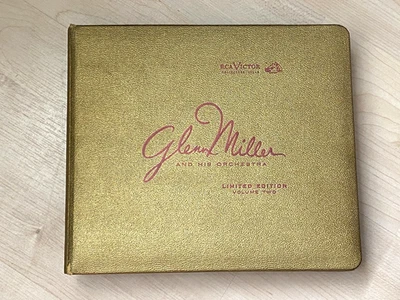 RCA VICTOR
Glenn Miller
AND HIS ORCHESTRA
LIMITED EDITION
VOLUME TWO